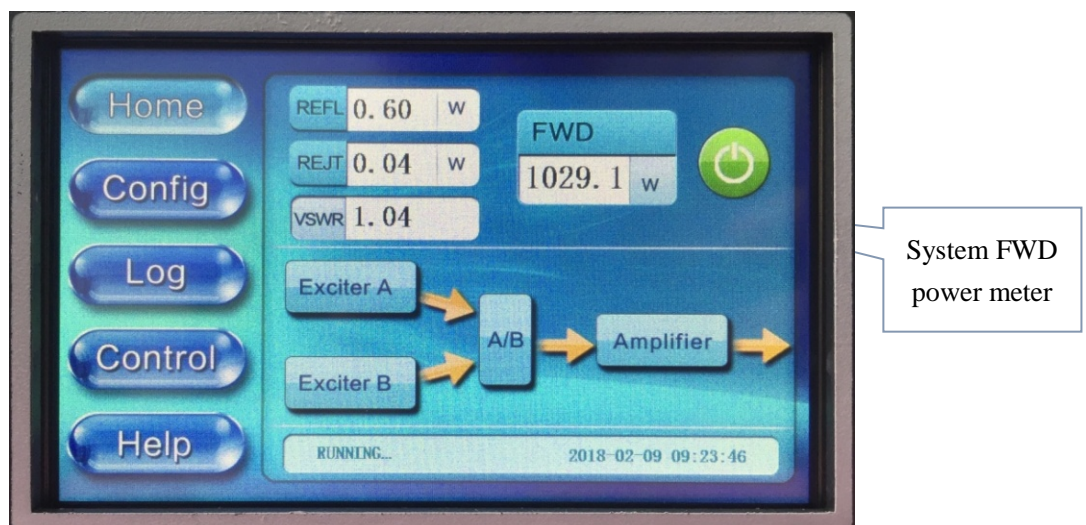 Home
Config
Log
Control
Help
REFL 0.60 W
REJT 0.04 W
VSWR 1.04
FWD
1029.1 W
Exciter A
Exciter B
A/B
Amplifier
RUNNING... 2018-02-09 09:23:46
System FWD
power meter